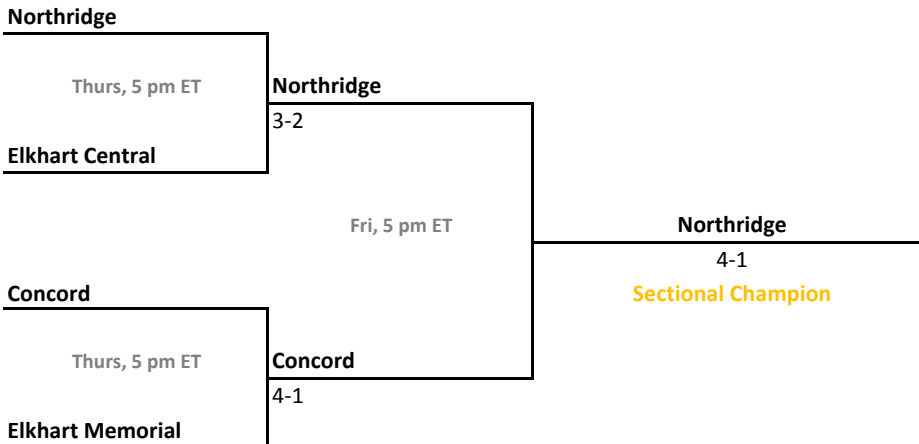 Northridge
Thurs, 5 pm ET
Northridge
3-2
Elkhart Central
Fri, 5 pm ET
Northridge
4-1
Concord
Sectional Champion
Thurs, 5 pm ET
Concord
4-1
Elkhart Memorial